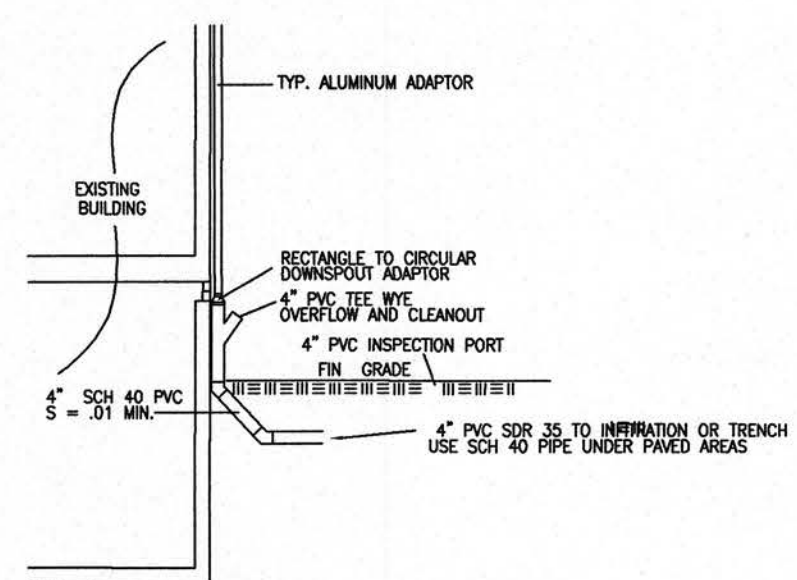 TYP. ALUMINUM ADAPTOR
EXISTING
BUILDING
RECTANGLE TO CIRCULAR
DOWNSPOUT ADAPTOR
4" PVC TEE WYE
OVERFLOW AND CLEANOUT
4" PVC INSPECTION PORT
FIN GRADE
4" SCH 40 PVC
S = .01 MIN.
4" PVC SDR 35 TO OR TRENCH
USE SCH 40 PIPE UNDER PAVED AREAS